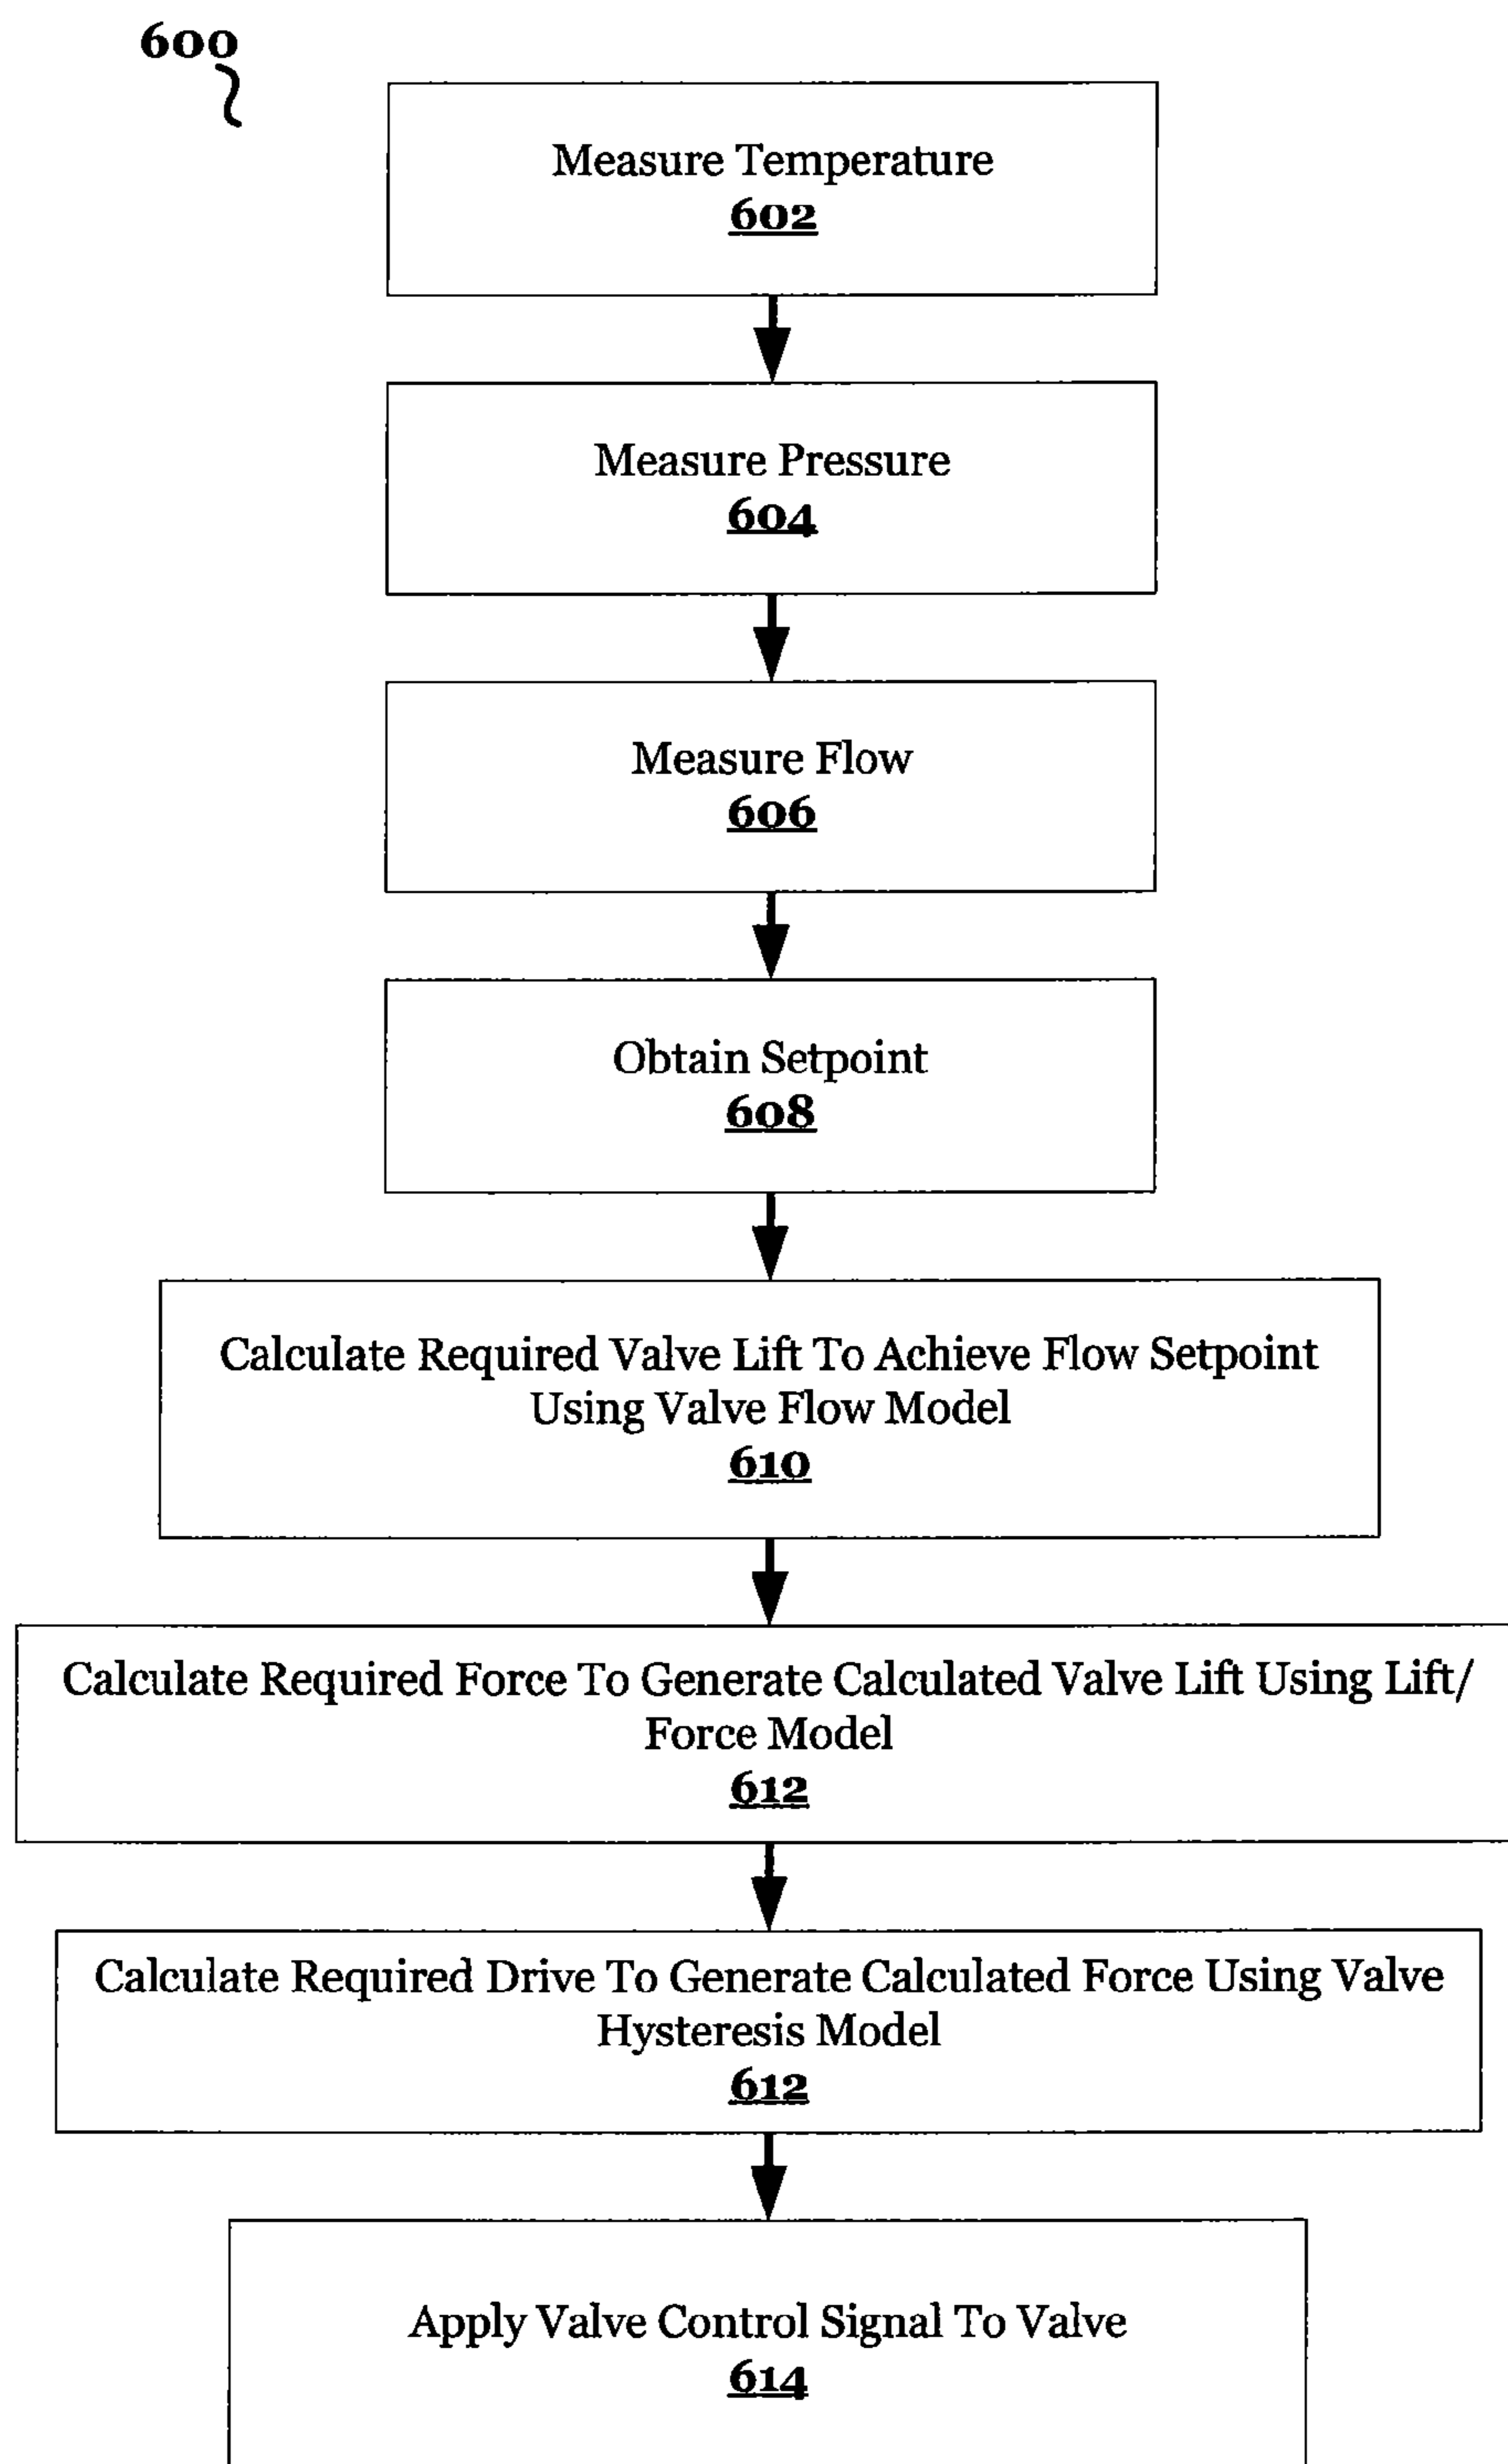 600
Measure Temperature
602
Measure Pressure
604
Measure Flow
606
Obtain Setpoint
608
Calculate Required Valve Lift To Achieve Flow Setpoint
Using Valve Flow Model
610
Calculate Required Force To Generate Calculated Valve Lift Using Lift/
Force Model
612
Calculate Required Drive To Generate Calculated Force Using Valve
Hysteresis Model
612
Apply Valve Control Signal To Valve
614